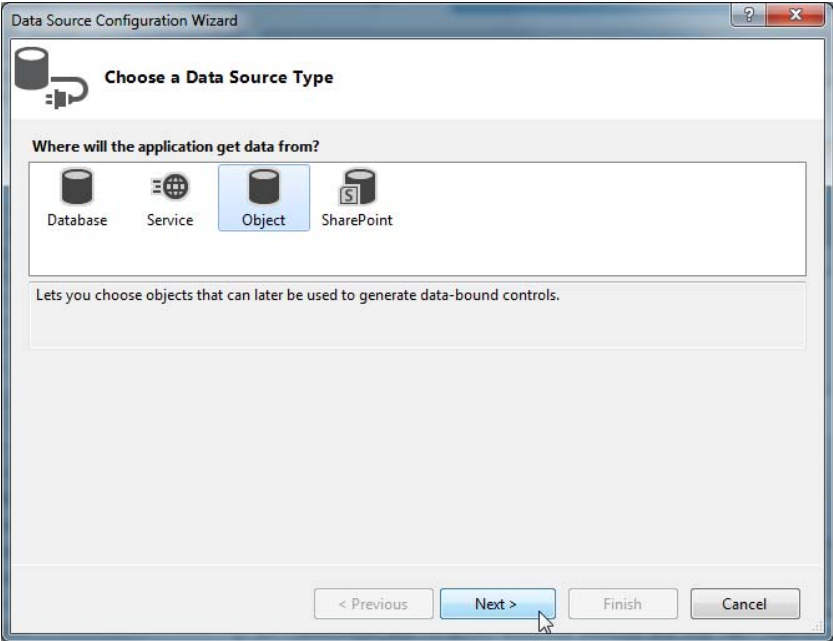 Data Source Configuration Wizard
?
X
Choose a Data Source Type
Where will the application get data from?
Database Service Object SharePoint
S
Lets you choose objects that can later be used to generate data-bound controls.
< Previous Next > Finish Cancel